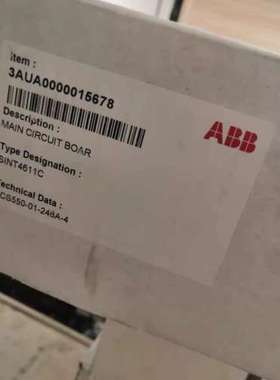 Item :
3AUA0000015678
Description :
MAIN CIRCUIT BOAR
ABB
Type Designation :
SINT4611C
Technical Data :
CS550-01-246A-4